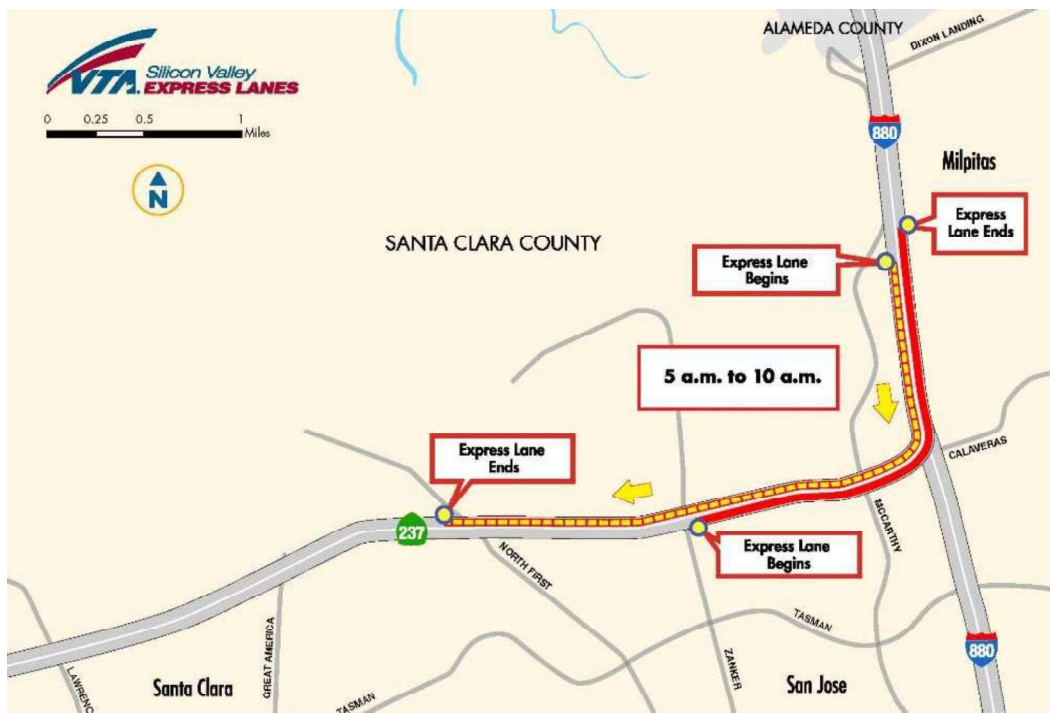 ALAMEDA COUNTY
DIXON LANDING
VTA. Silicon Valley
EXPRESS LANES
0 0.25 0.5 1
Miles
N
880
Milpitas
Express
Lane Ends
SANTA CLARA COUNTY
Express Lane
Begins
5 a.m. to 10 a.m.
Express Lane
Ends
CALAVERAS
MCCARTHY
237
NORTH FIRST
Express Lane
Begins
TASMAN
ZANKER
880
LAWRENC
GREAT AMERICA
Santa Clara
TASMAN
San Jose